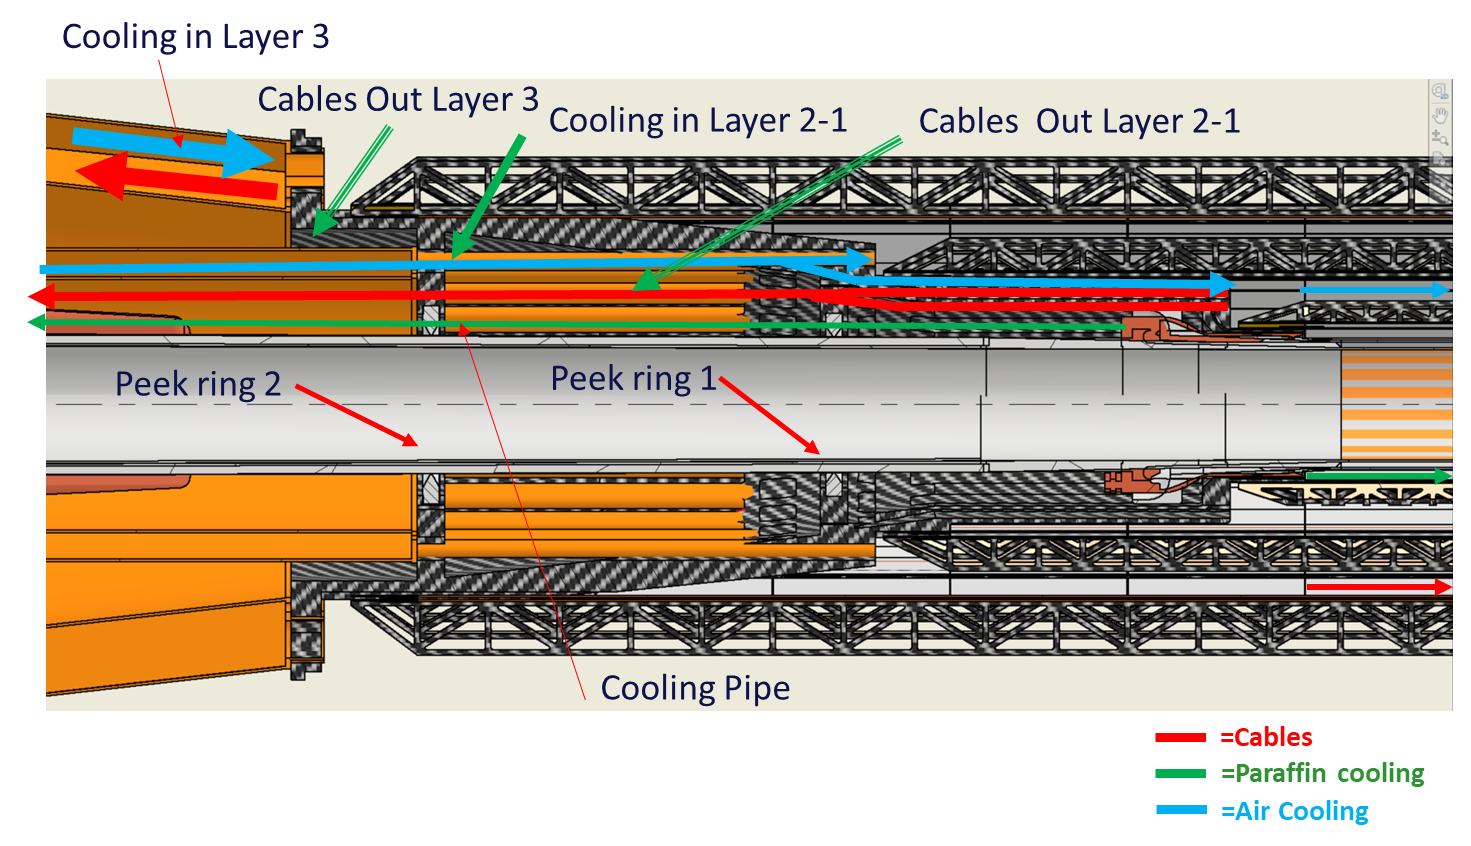 Cooling in Layer 3
Cables Out Layer 3
Cooling in Layer 2-1
Cables Out Layer 2-1
Peek ring 2
Peek ring 1
Cooling Pipe
=Cables
=Paraffin cooling
=Air Cooling